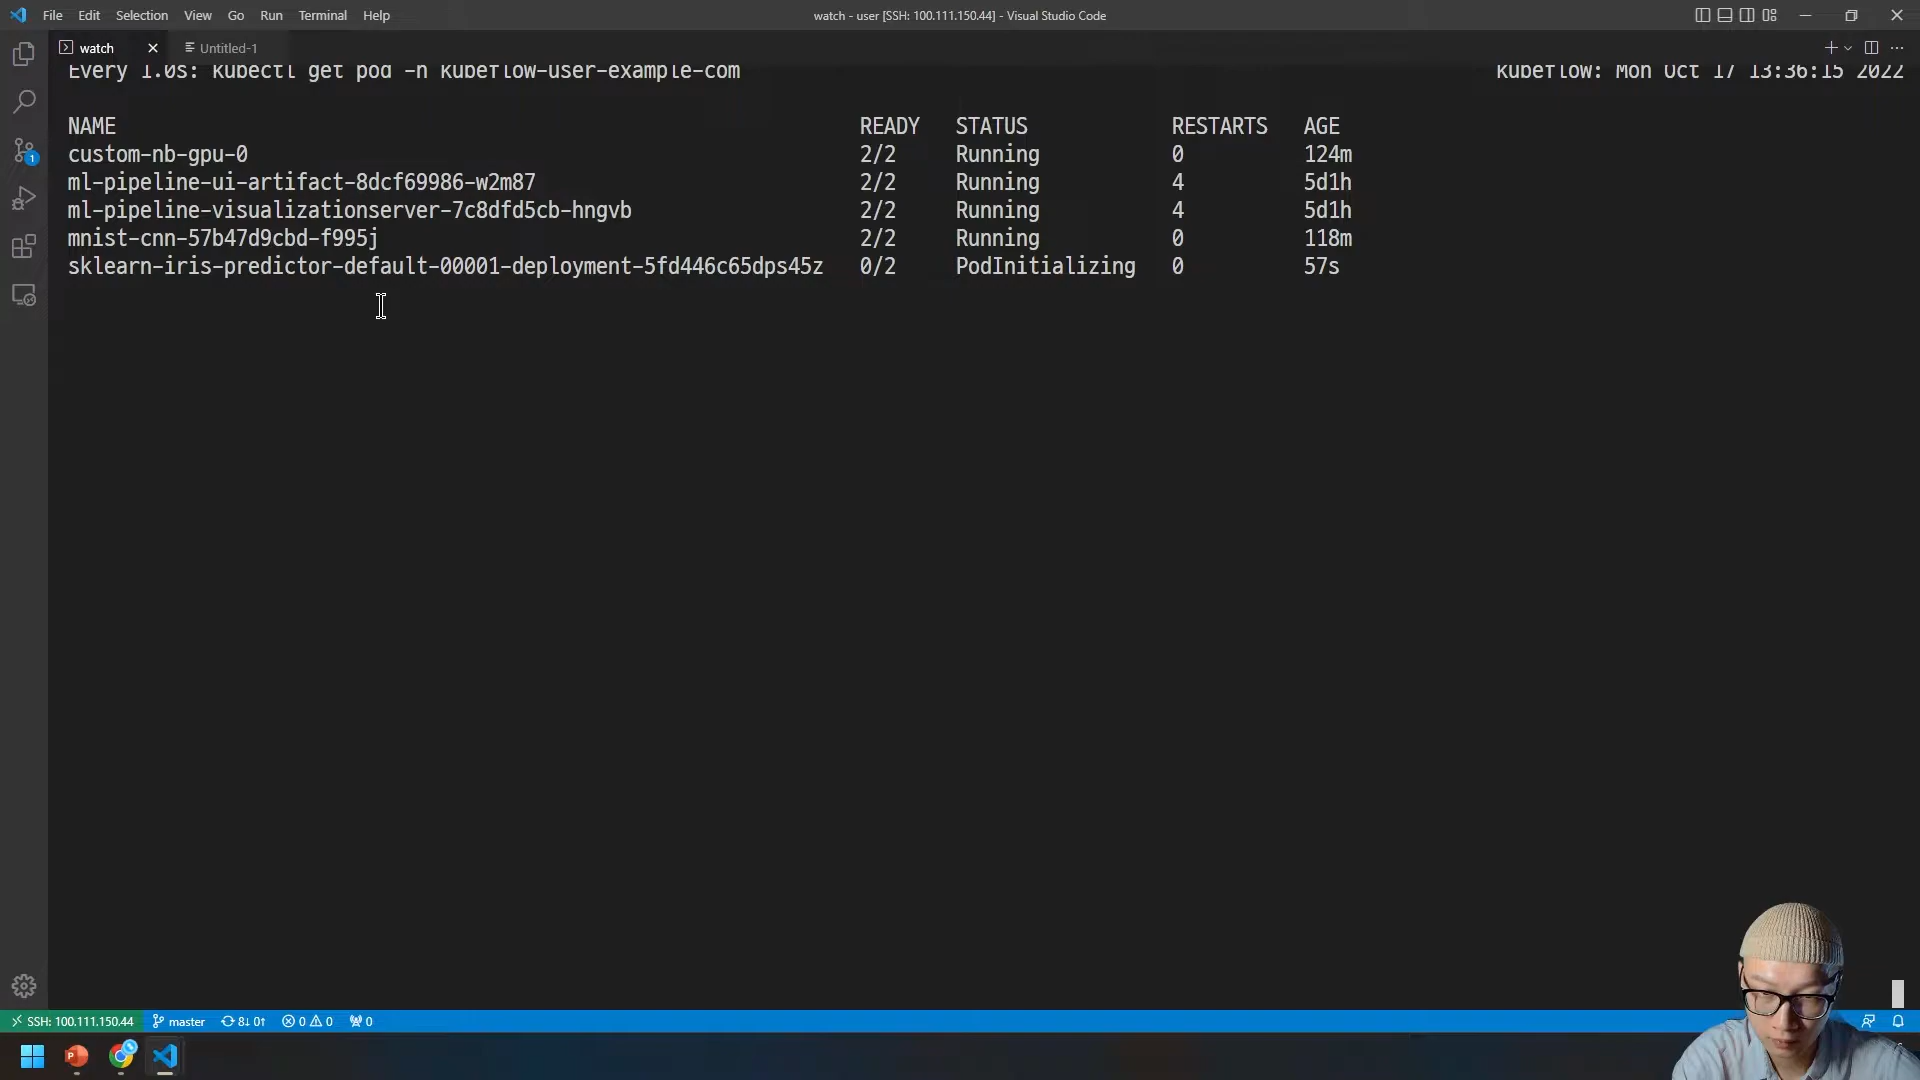 File Edit Selection View Go Run Terminal Help
watch - user [SSH: 100.111.150.44] - Visual Studio Code
watch
Untitled-1
Every 1.0s: kubectl get pod -n kubeflow-user-example-com
kubeflow: Mon Oct 17 13:36:15 2022
NAME READY STATUS RESTARTS AGE
custom-nb-gpu-0 2/2 Running 0 124m
ml-pipeline-ui-artifact-8dcf69986-w2m87 2/2 Running 4 5d1h
ml-pipeline-visualizationserver-7c8dfd5cb-hngvb 2/2 Running 4 5d1h
mnist-cnn-57b47d9cbd-f995j 2/2 Running 0 118m
sklearn-iris-predictor-default-00001-deployment-5fd446c65dps45z 0/2 PodInitializing 0 57s
1
SSH: 100.111.150.44 master 8↓ 0↑ 0 0 0